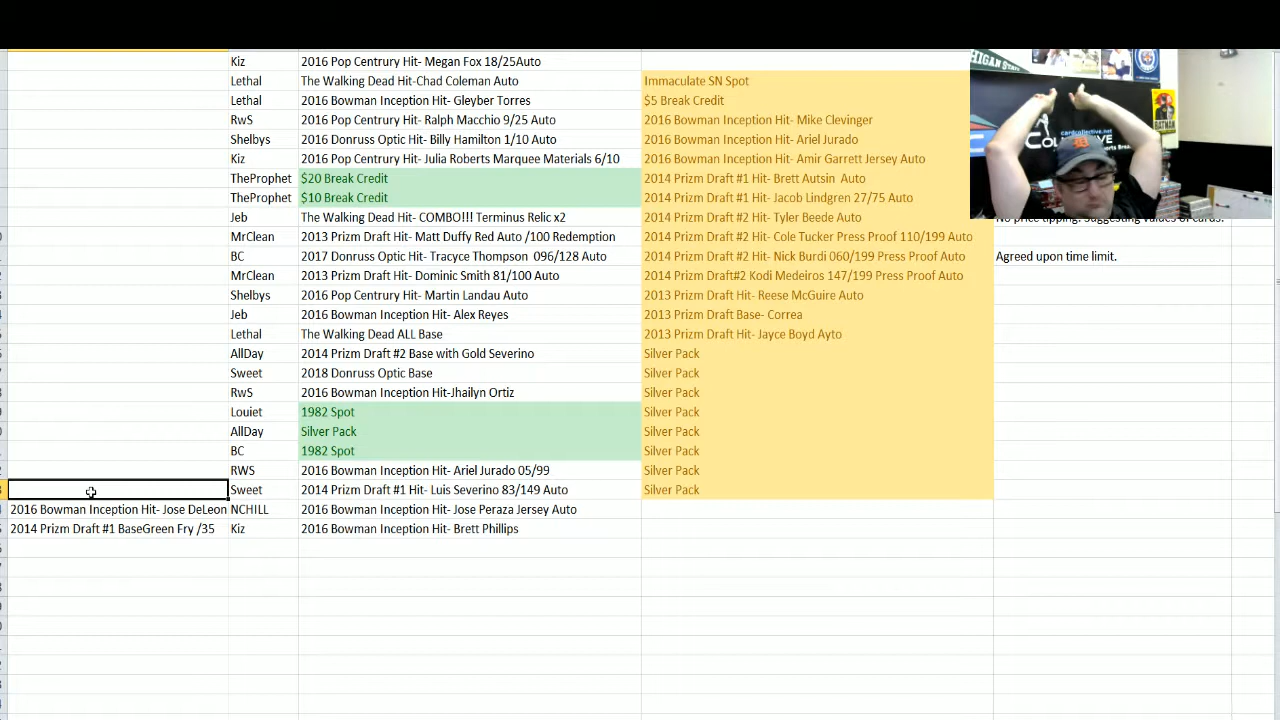 Kiz 2016 Pop Centrury Hit- Megan Fox 18/25Auto
Lethal The Walking Dead Hit-Chad Coleman Auto Immaculate SN Spot
Lethal 2016 Bowman Inception Hit- Gleyber Torres $5 Break Credit
RwS 2016 Pop Centrury Hit- Ralph Macchio 9/25 Auto 2016 Bowman Inception Hit- Mike Clevinger
Shelbys 2016 Donruss Optic Hit- Billy Hamilton 1/10 Auto 2016 Bowman Inception Hit- Ariel Jurado
Kiz 2016 Pop Centrury Hit- Julia Roberts Marquee Materials 6/10 2016 Bowman Inception Hit- Amir Garrett Jersey Auto
TheProphet $20 Break Credit 2014 Prizm Draft #1 Hit- Brett Autsin Auto
TheProphet $10 Break Credit 2014 Prizm Draft #1 Hit- Jacob Lindgren 27/75 Auto
Jeb The Walking Dead Hit- COMBO!!! Terminus Relic x2 2014 Prizm Draft #2 Hit- Tyler Beede Auto No price tipping. Suggesting values of cards.
MrClean 2013 Prizm Draft Hit- Matt Duffy Red Auto /100 Redemption 2014 Prizm Draft #2 Hit- Cole Tucker Press Proof 110/199 Auto
BC 2017 Donruss Optic Hit- Tracyce Thompson 096/128 Auto 2014 Prizm Draft #2 Hit- Nick Burdi 060/199 Press Proof Auto Agreed upon time limit.
MrClean 2013 Prizm Draft Hit- Dominic Smith 81/100 Auto 2014 Prizm Draft#2 Kodi Medeiros 147/199 Press Proof Auto
Shelbys 2016 Pop Centrury Hit- Martin Landau Auto 2013 Prizm Draft Hit- Reese McGuire Auto
Jeb 2016 Bowman Inception Hit- Alex Reyes 2013 Prizm Draft Base- Correa
Lethal The Walking Dead ALL Base 2013 Prizm Draft Hit- Jayce Boyd Ayto
AllDay 2014 Prizm Draft #2 Base with Gold Severino Silver Pack
Sweet 2018 Donruss Optic Base Silver Pack
RwS 2016 Bowman Inception Hit-Jhailyn Ortiz Silver Pack
Louiet 1982 Spot Silver Pack
AllDay Silver Pack Silver Pack
BC 1982 Spot Silver Pack
RWS 2016 Bowman Inception Hit- Ariel Jurado 05/99 Silver Pack
Sweet 2014 Prizm Draft #1 Hit- Luis Severino 83/149 Auto Silver Pack
2016 Bowman Inception Hit- Jose DeLeon NCHILL 2016 Bowman Inception Hit- Jose Peraza Jersey Auto
2014 Prizm Draft #1 BaseGreen Fry /35 Kiz 2016 Bowman Inception Hit- Brett Phillips
cardcollective.net